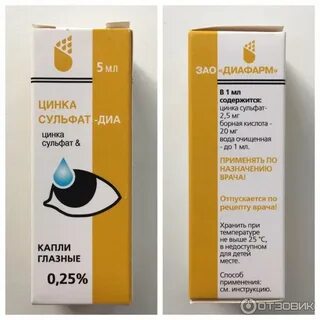 5 мл
ЦИНКА
СУЛЬФАТ-ДИА
цинка
сульфат &
КАПЛИ
ГЛАЗНЫЕ
0,25%
ЗАО «ДИАФАРМ»
В 1 мл
содержится:
цинка сульфат-
2,5 мг
борная кислота -
20 мг
вода очищенная
- до 1 мл.
ПРИМЕНЯТЬ ПО
НАЗНАЧЕНИЮ
ВРАЧА!
Отпускается по
рецепту врача!
Хранить при
температуре
не выше 25 °С,
в недоступном
для детей
месте.
Способ
применения:
см. инструкцию.
ОТЗОВИК